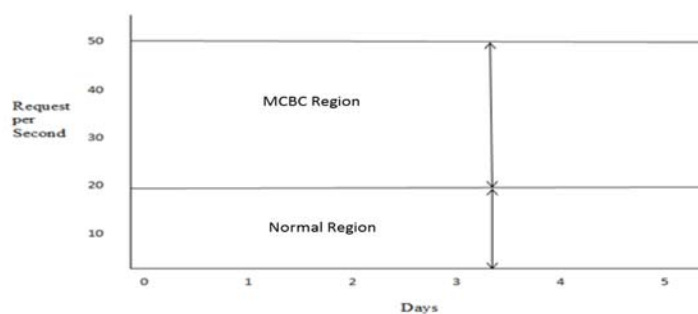 50
40
MCBC Region
Request
per
Second
30
20
Normal Region
10
0 1 2 3 4 5
Days